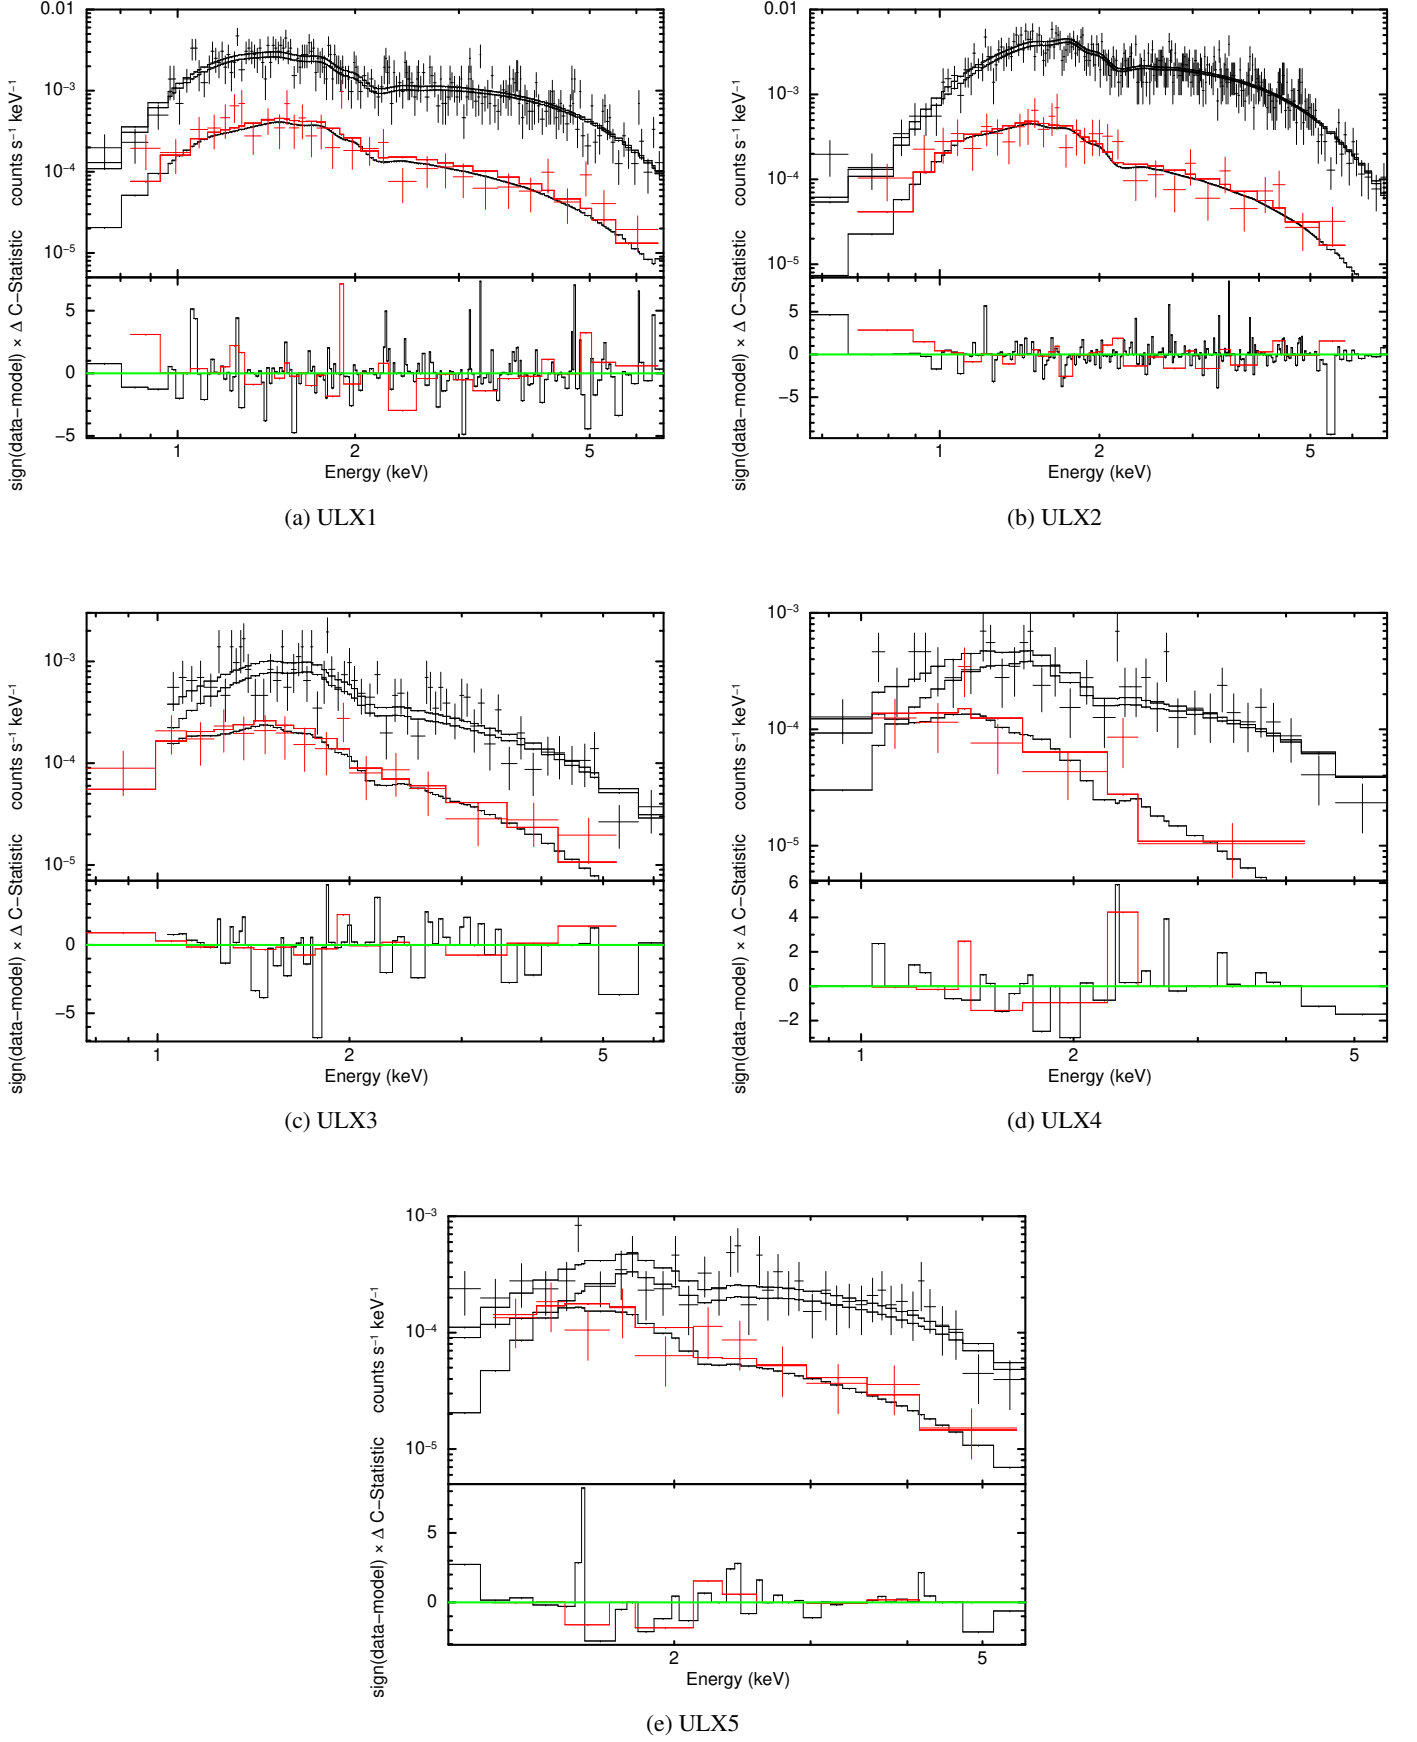 0.01
10⁻³
10⁻⁴
10⁻⁵
counts s⁻¹ keV⁻¹
5
0
−5
sign(data−model) × Δ C−Statistic
1
2
5
Energy (keV)
(a) ULX1
0.01
10⁻³
10⁻⁴
10⁻⁵
counts s⁻¹ keV⁻¹
5
0
−5
sign(data−model) × Δ C−Statistic
1
2
5
Energy (keV)
(b) ULX2
10⁻³
10⁻⁴
10⁻⁵
counts s⁻¹ keV⁻¹
0
−5
sign(data−model) × Δ C−Statistic
1
2
5
Energy (keV)
(c) ULX3
10⁻³
10⁻⁴
10⁻⁵
counts s⁻¹ keV⁻¹
6
4
2
0
−2
sign(data−model) × Δ C−Statistic
1
2
5
Energy (keV)
(d) ULX4
10⁻³
10⁻⁴
10⁻⁵
counts s⁻¹ keV⁻¹
5
0
sign(data−model) × Δ C−Statistic
2
5
Energy (keV)
(e) ULX5